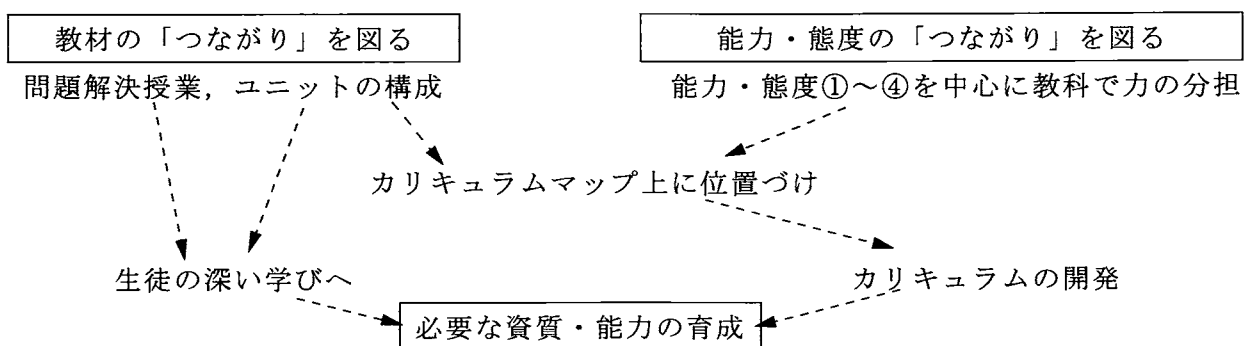 教材の「つながり」を図る
能力・態度の「つながり」を図る
問題解決授業，ユニットの構成
能力・態度①～④を中心に教科で力の分担
カリキュラムマップ上に位置づけ
生徒の深い学びへ
カリキュラムの開発
必要な資質・能力の育成